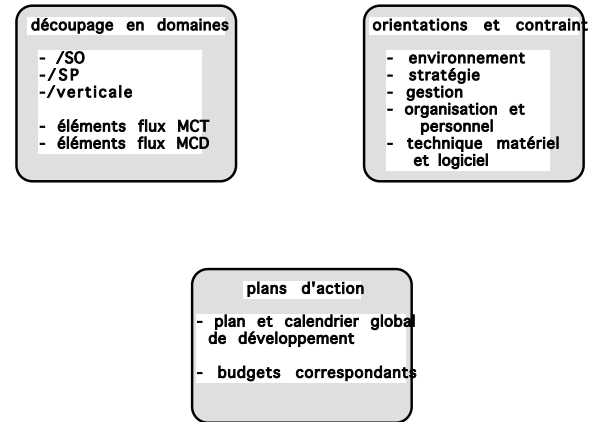 découpage en domaines
- /SO
-/SP
-/verticale
- éléments flux MCT
- éléments flux MCD
orientations et contraint
- environnement
- stratégie
- gestion
- organisation et
personnel
- technique matériel
et logiciel
plans d'action
- plan et calendrier global
de développement
- budgets correspondants